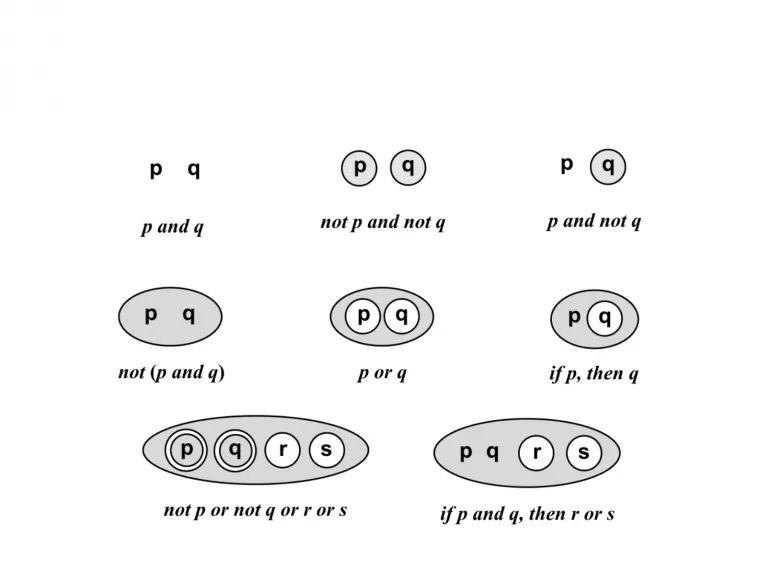 p q p q p q
p and q not p and not q p and not q
p q p q p q
not (p and q) p or q if p, then q
p q r s p q r s
not p or not q or r or s if p and q, then r or s